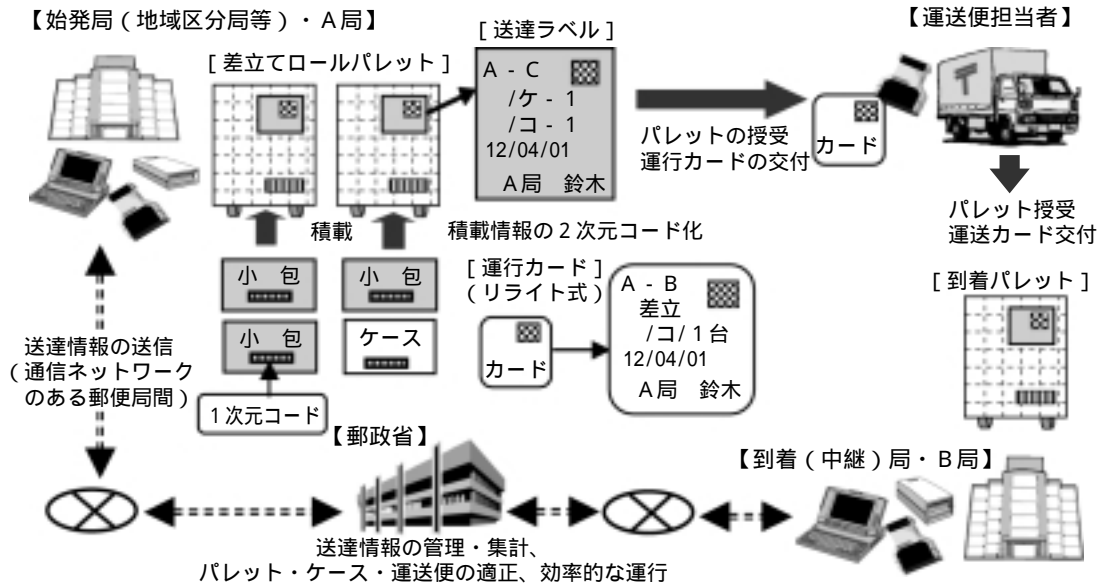 【始発局(地域区分局等)・A局】
[差立てロールパレット]
[送達ラベル]
A - C
/ケ - 1
/コ - 1
12/04/01
A局 鈴木
パレットの授受
運行カードの交付
【運送便担当者】
カード
パレット授受
運送カード交付
積載
積載情報の2次元コード化
小 包
小 包
小 包
ケース
1次元コード
[運行カード]
(リライト式)
カード
A - B
差立
/コ/1台
12/04/01
A局 鈴木
[到着パレット]
送達情報の送信
(通信ネットワーク
のある郵便局間)
【郵政省】
送達情報の管理・集計、
パレット・ケース・運送便の適正、効率的な運行
【到着(中継)局・B局】